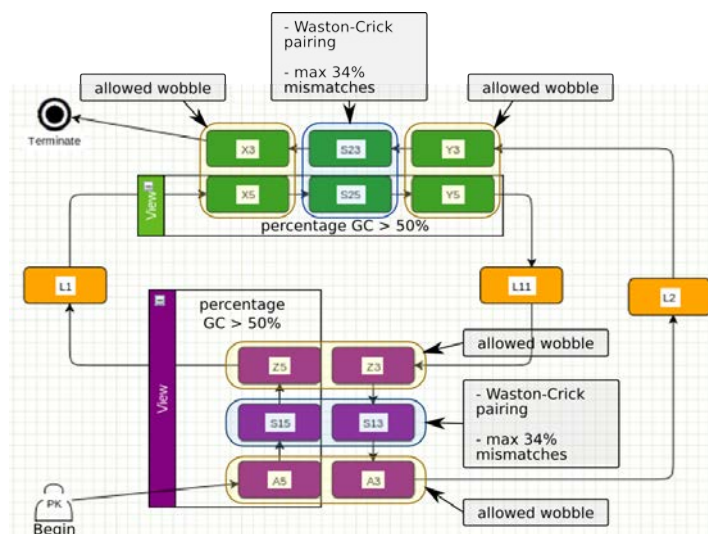 - Waston-Crick
pairing
- max 34%
mismatches
allowed wobble
allowed wobble
Terminate
X3
S23
Y3
View
X5
S25
Y5
percentage GC > 50%
L1
L11
L2
percentage
GC > 50%
allowed wobble
Z5
Z3
View
- Waston-Crick
pairing
- max 34%
mismatches
S15
S13
A5
A3
PK
Begin
allowed wobble